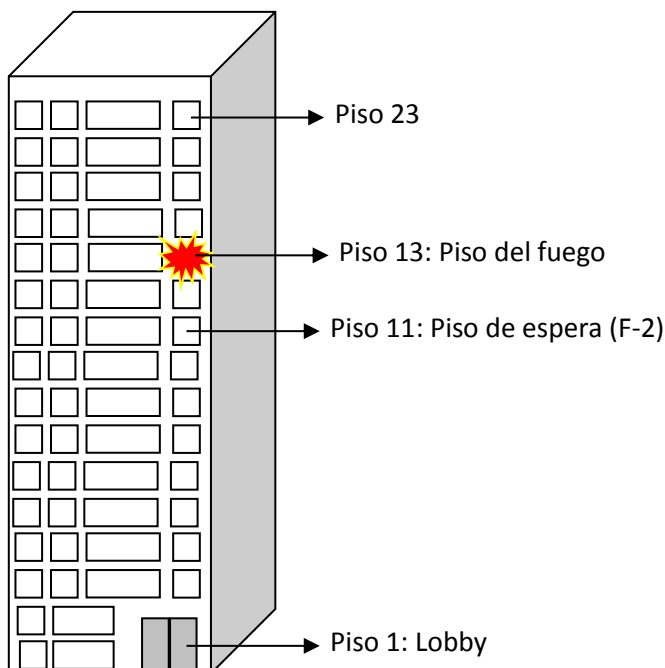 Piso 23
Piso 13: Piso del fuego
Piso 11: Piso de espera (F-2)
Piso 1: Lobby